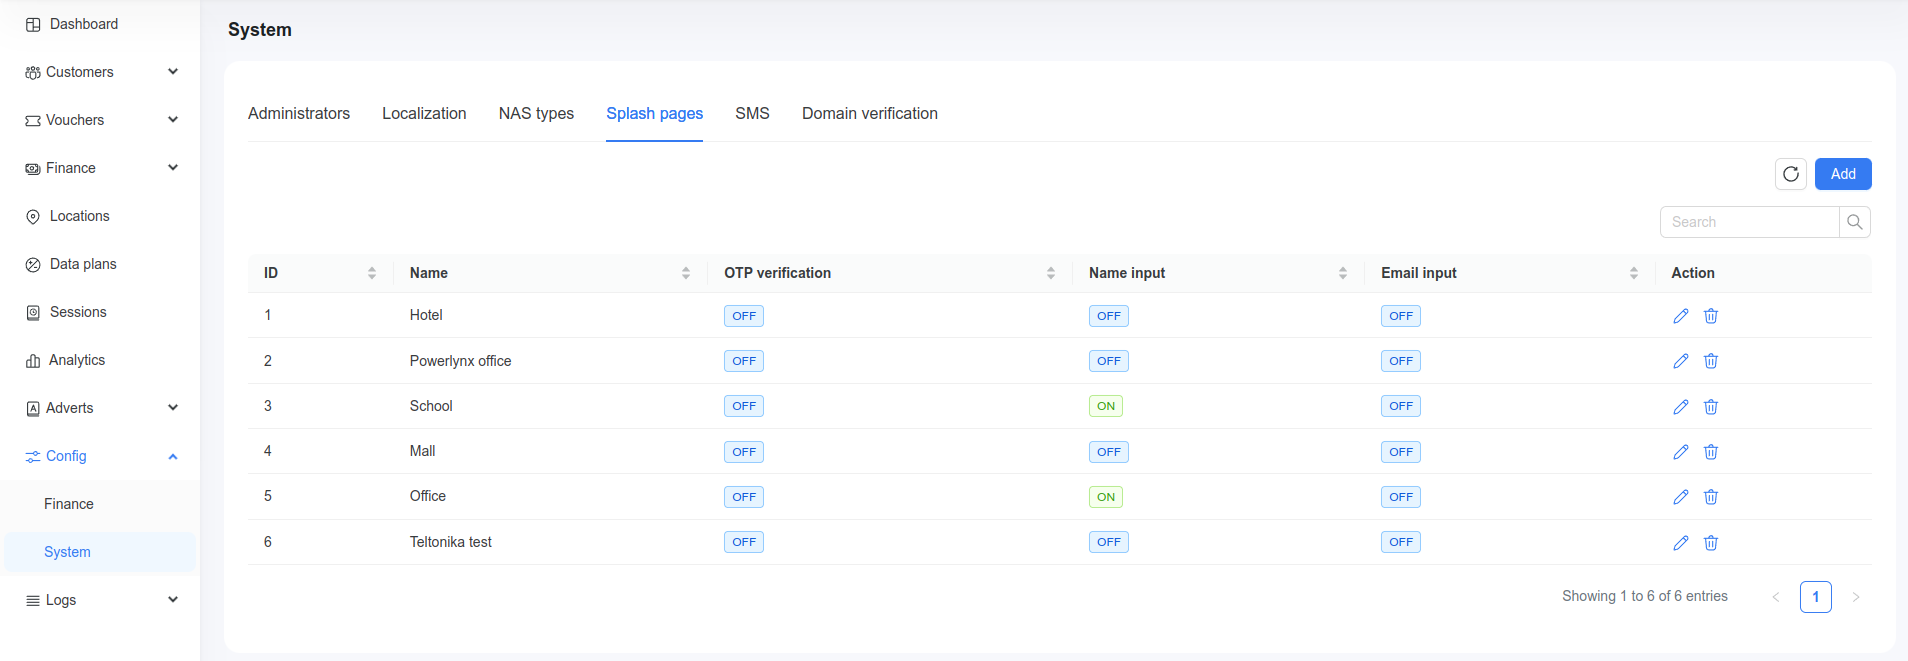 Dashboard
Customers
Vouchers
Finance
Locations
Data plans
Sessions
Analytics
Adverts
Config
Finance
System
Logs
System
Administrators Localization NAS types Splash pages SMS Domain verification
Add
Search
ID Name OTP verification Name input Email input Action
1 Hotel OFF OFF OFF
2 Powerlynx office OFF OFF OFF
3 School OFF ON OFF
4 Mall OFF OFF OFF
5 Office OFF ON OFF
6 Teltonika test OFF OFF OFF
Showing 1 to 6 of 6 entries 1